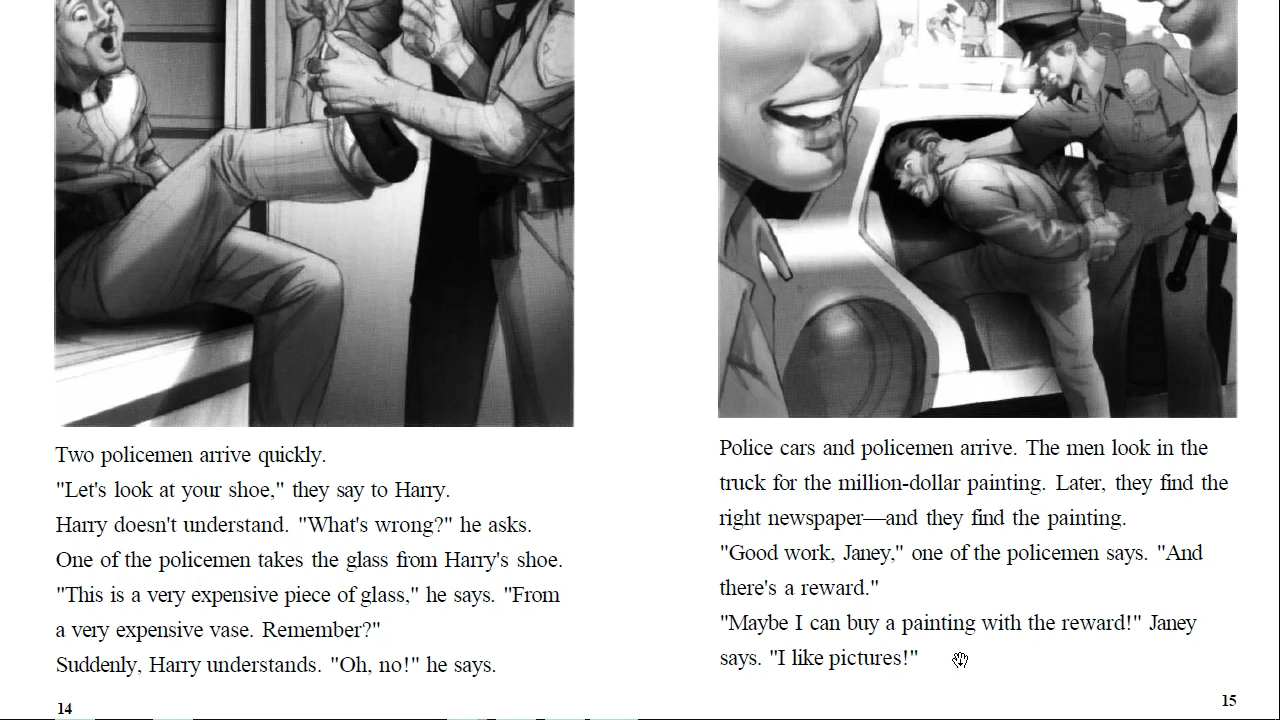 Two policemen arrive quickly.
"Let's look at your shoe," they say to Harry.
Harry doesn't understand. "What's wrong?" he asks.
One of the policemen takes the glass from Harry's shoe.
"This is a very expensive piece of glass," he says. "From
a very expensive vase. Remember?"
Suddenly, Harry understands. "Oh, no!" he says.
14
Police cars and policemen arrive. The men look in the
truck for the million-dollar painting. Later, they find the
right newspaper—and they find the painting.
"Good work, Janey," one of the policemen says. "And
there's a reward."
"Maybe I can buy a painting with the reward!" Janey
says. "I like pictures!"
15